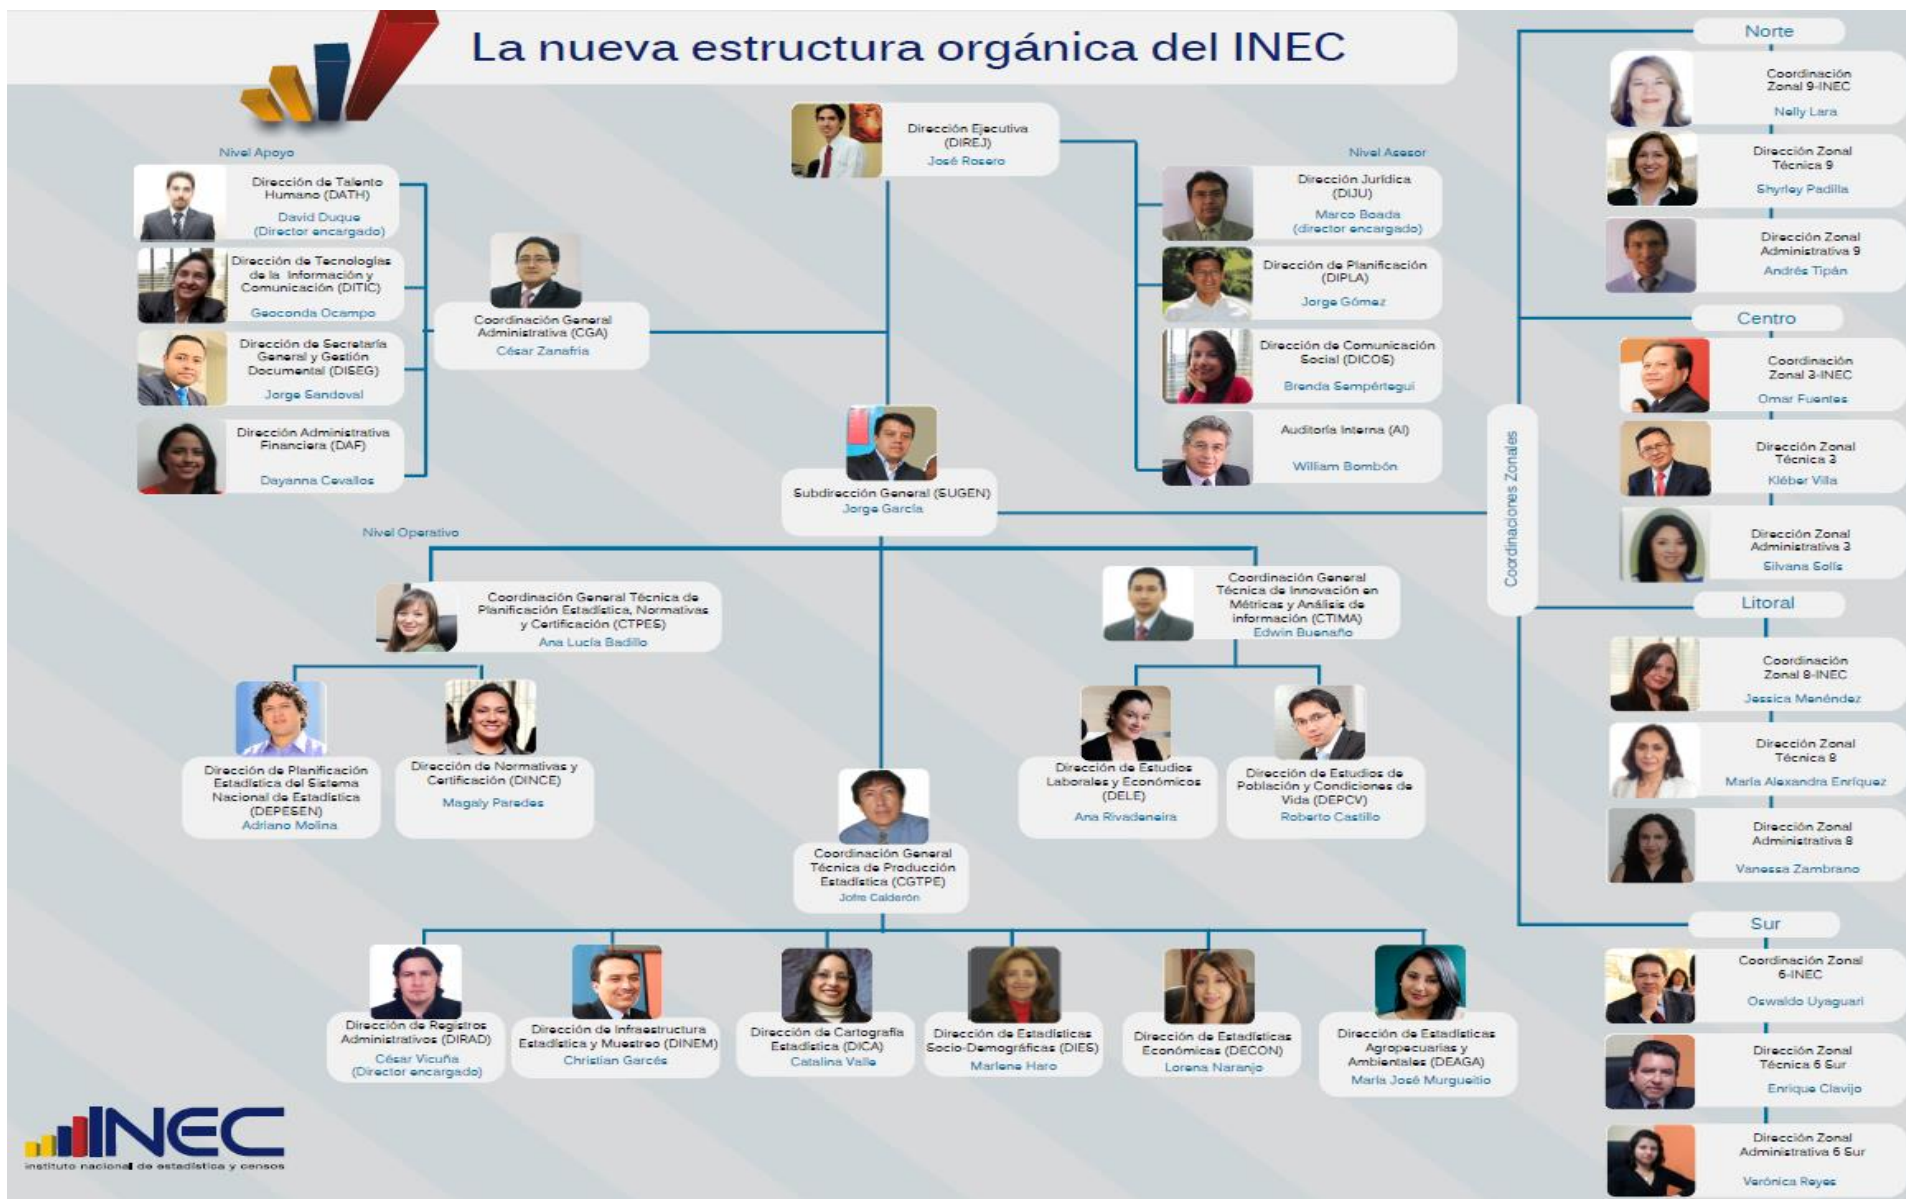 La nueva estructura orgánica del INEC
Dirección Ejecutiva
(DIREJ)
José Rosero
Nivel Apoyo
Dirección de Talento
Humano (DATH)
David Duque
(Director encargado)
Dirección de Tecnologías
de la Información y
Comunicación (DITIC)
Geoconda Ocampo
Dirección de Secretaría
General y Gestión
Documental (DISEG)
Jorge Sandoval
Dirección Administrativa
Financiera (DAF)
Dayanna Cevallos
Coordinación General
Administrativa (CGA)
César Zanafria
Nivel Asesor
Dirección Jurídica
(DIJU)
Marco Boada
(director encargado)
Dirección de Planificación
(DIPLA)
Jorge Gómez
Dirección de Comunicación
Social (DICOS)
Brenda Sempértegui
Auditoría Interna (AI)
William Bombón
Subdirección General (SUGEN)
Jorge García
Nivel Operativo
Coordinación General Técnica de
Planificación Estadística, Normativas
y Certificación (CTPES)
Ana Lucía Badillo
Coordinación General
Técnica de Innovación en
Métricas y Análisis de
información (CTIMA)
Edwin Buenaño
Dirección de Planificación
Estadística del Sistema
Nacional de Estadística
(DEPESEN)
Adriano Molina
Dirección de Normativas y
Certificación (DINCE)
Magaly Paredes
Dirección de Estudios
Laborales y Económicos
(DELE)
Ana Rivadeneira
Dirección de Estudios de
Población y Condiciones de
Vida (DEPCV)
Roberto Castillo
Coordinación General
Técnica de Producción
Estadística (CGTPE)
Jofre Calderón
Dirección de Registros
Administrativos (DIRAD)
César Vicuña
(Director encargado)
Dirección de Infraestructura
Estadística y Muestreo (DINEM)
Christian Garcés
Dirección de Cartografía
Estadística (DICA)
Catalina Valle
Dirección de Estadísticas
Socio-Demográficas (DIES)
Marlene Haro
Dirección de Estadísticas
Económicas (DECON)
Lorena Naranjo
Dirección de Estadísticas
Agropecuarias y
Ambientales (DEAGA)
María José Murgueitio
Coordinaciones Zonales
Norte
Coordinación
Zonal 9-INEC
Nelly Lara
Dirección Zonal
Técnica 9
Shyrley Padilla
Dirección Zonal
Administrativa 9
Andrés Tipán
Centro
Coordinación
Zonal 3-INEC
Omar Fuentes
Dirección Zonal
Técnica 3
Kléber Villa
Dirección Zonal
Administrativa 3
Silvana Solís
Litoral
Coordinación
Zonal 8-INEC
Jessica Menéndez
Dirección Zonal
Técnica 8
María Alexandra Enríquez
Dirección Zonal
Administrativa 8
Vanessa Zambrano
Sur
Coordinación Zonal
6-INEC
Oswaldo Uyaguari
Dirección Zonal
Técnica 6 Sur
Enrique Clavijo
Dirección Zonal
Administrativa 6 Sur
Verónica Reyes
INEC
instituto nacional de estadística y censos